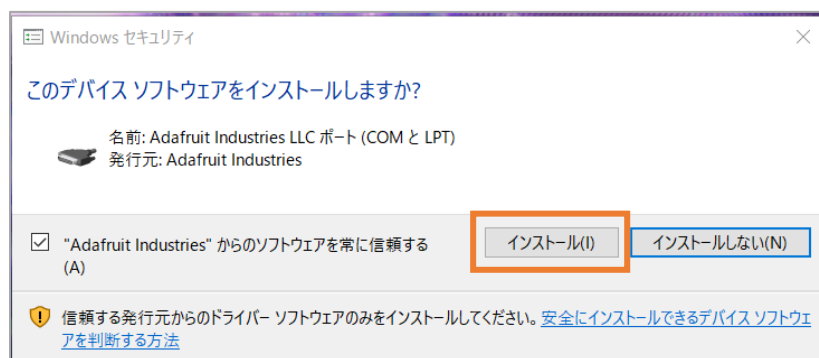 Windows セキュリティ
このデバイス ソフトウェアをインストールしますか?
名前: Adafruit Industries LLC ポート (COM と LPT)
発行元: Adafruit Industries
"Adafruit Industries" からのソフトウェアを常に信頼する
(A)
インストール(I)
インストールしない(N)
信頼する発行元からのドライバー ソフトウェアのみをインストールしてください。安全にインストールできるデバイス ソフトウェ
アを判断する方法